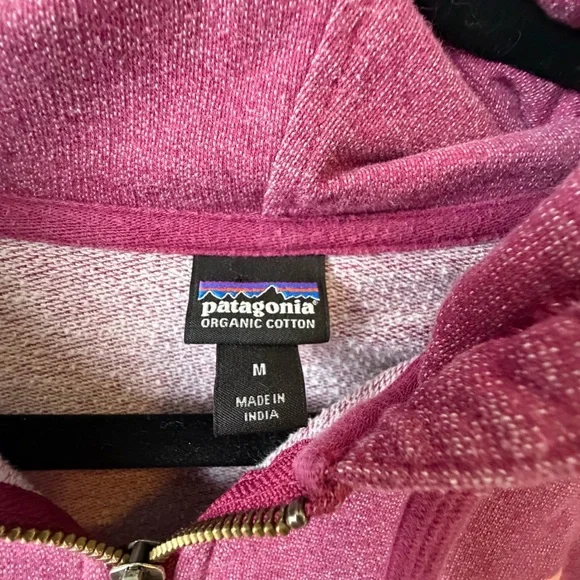 patagonia®
ORGANIC COTTON
M
MADE IN
INDIA